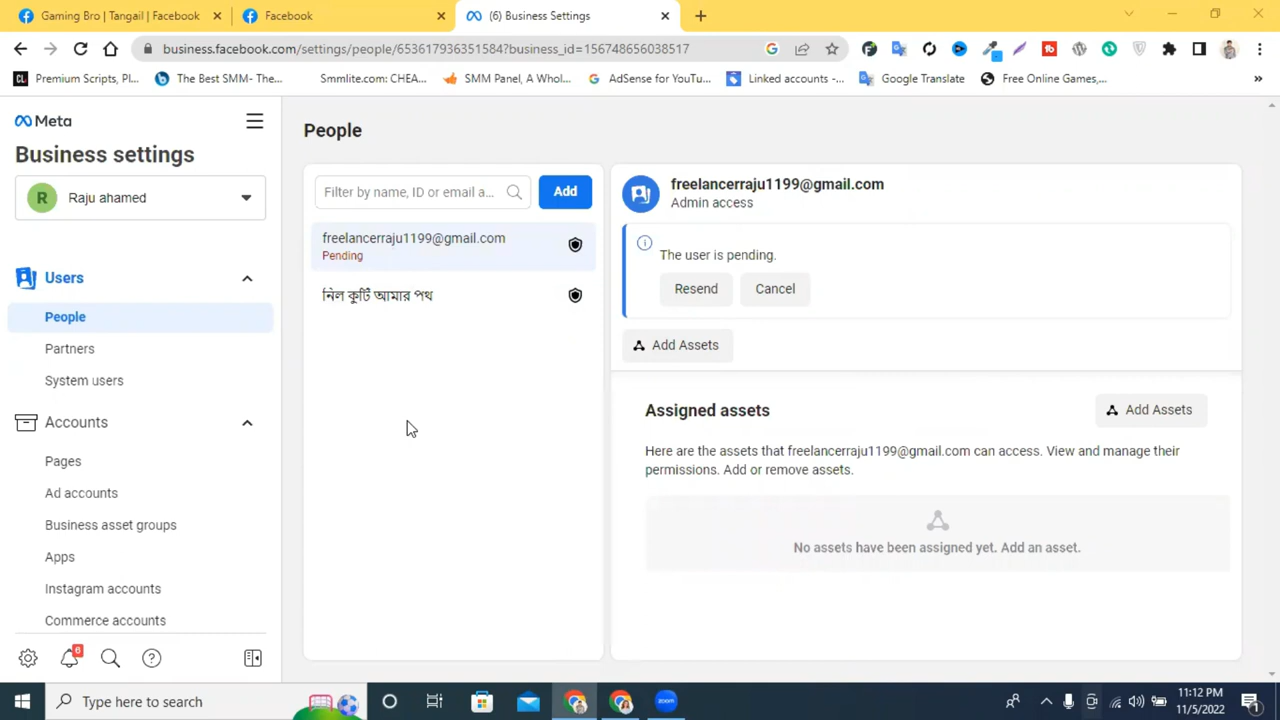 Gaming Bro | Tangail | Facebook
Facebook
(6) Business Settings
business.facebook.com/settings/people/653617936351584?business_id=156748656038517
Premium Scripts, Pl...
The Best SMM- The...
Smmlite.com: CHEA...
SMM Panel, A Whol...
AdSense for YouTu...
Linked accounts -...
Google Translate
Free Online Games,...
Meta
Business settings
R
Raju ahamed
Users
People
Partners
System users
Accounts
Pages
Ad accounts
Business asset groups
Apps
Instagram accounts
Commerce accounts
6
People
Filter by name, ID or email a...
Add
freelancerraju1199@gmail.com
Pending
নিল কুটিঁ আমার পথ
freelancerraju1199@gmail.com
Admin access
The user is pending.
Resend
Cancel
Add Assets
Assigned assets
Add Assets
Here are the assets that freelancerraju1199@gmail.com can access. View and manage their
permissions. Add or remove assets.
No assets have been assigned yet. Add an asset.
Type here to search
zoom
11:12 PM
11/5/2022
1